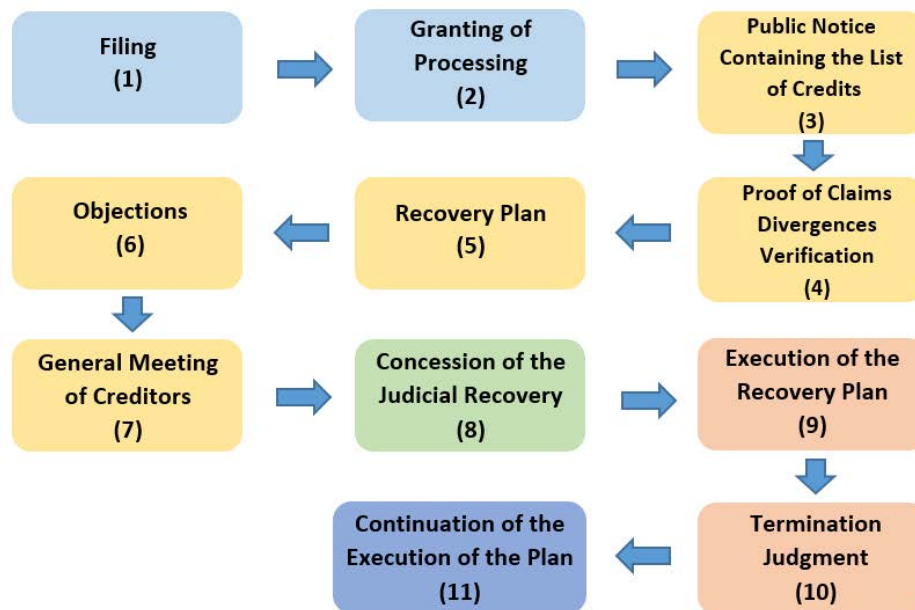 Filing
(1)
Granting of
Processing
(2)
Public Notice
Containing the List
of Credits
(3)
Proof of Claims
Divergences
Verification
(4)
Recovery Plan
(5)
Objections
(6)
General Meeting
of Creditors
(7)
Concession of the
Judicial Recovery
(8)
Execution of the
Recovery Plan
(9)
Termination
Judgment
(10)
Continuation of the
Execution of the Plan
(11)